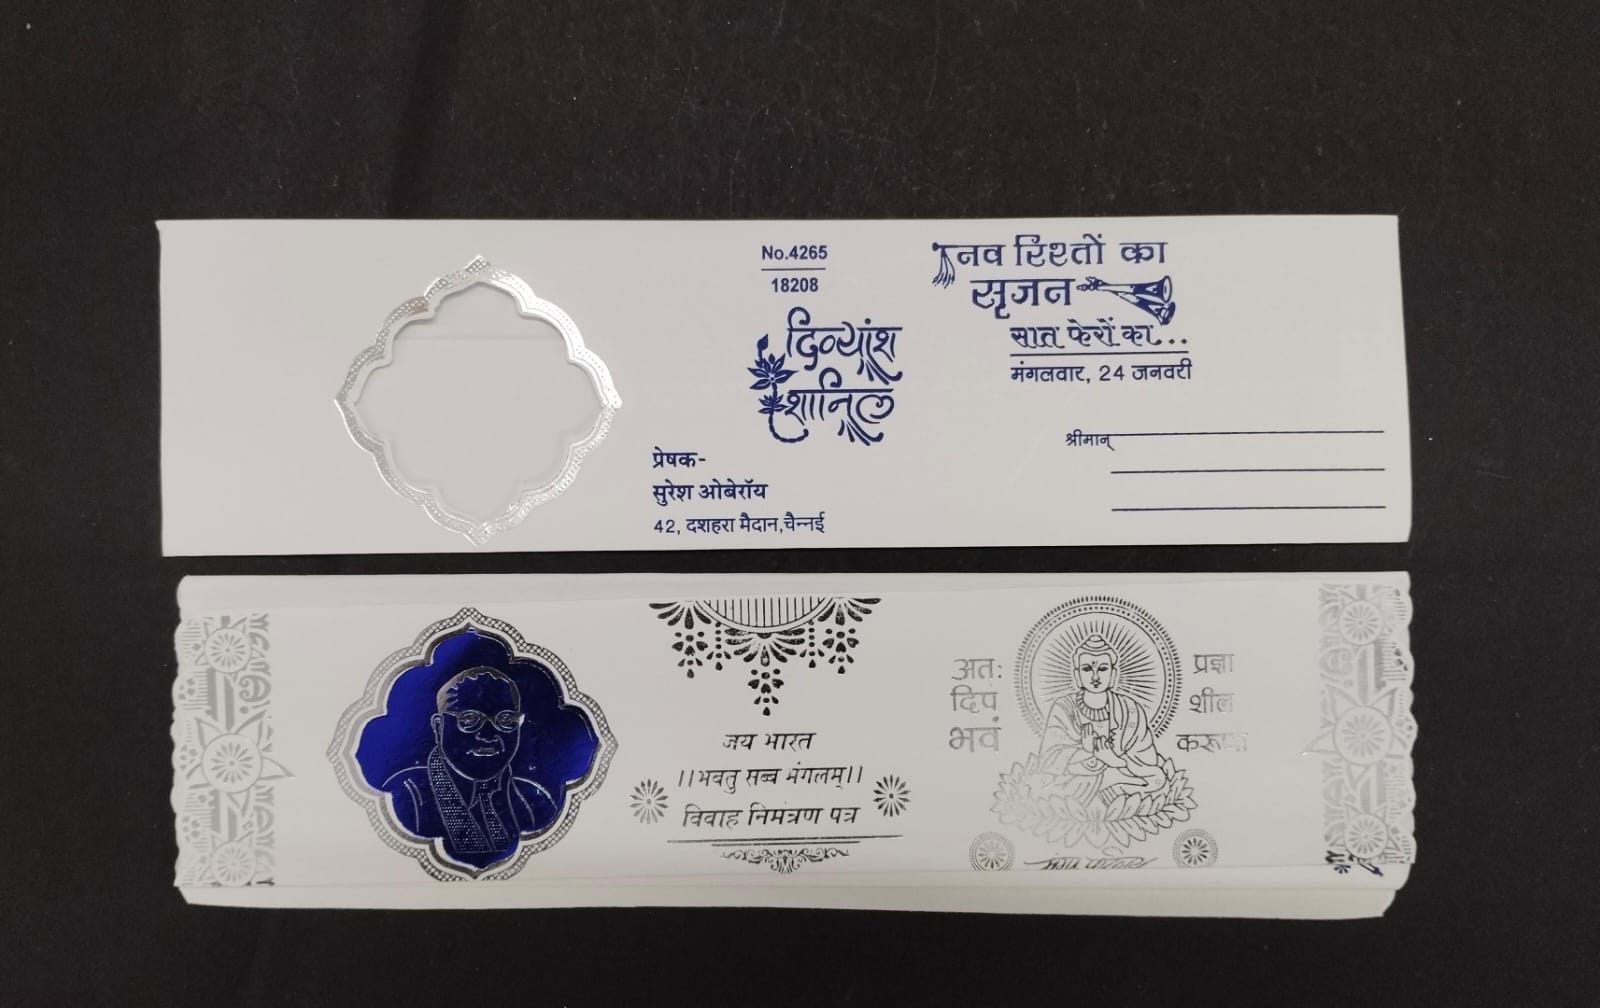 No.4265
18208
दिव्यांश
शानिल
प्रेषक-
सुरेश ओबेरॉय
42, दशहरा मैदान,चैन्नई
नव रिश्तों का
सृजन
सात फेरों का...
मंगलवार, 24 जनवरी
श्रीमान्
जय भारत
।।भवतु सब्ब मंगलम्।।
विवाह निमंत्रण पत्र
अतः
दिप
भवं
प्रज्ञा
शील
करूणा